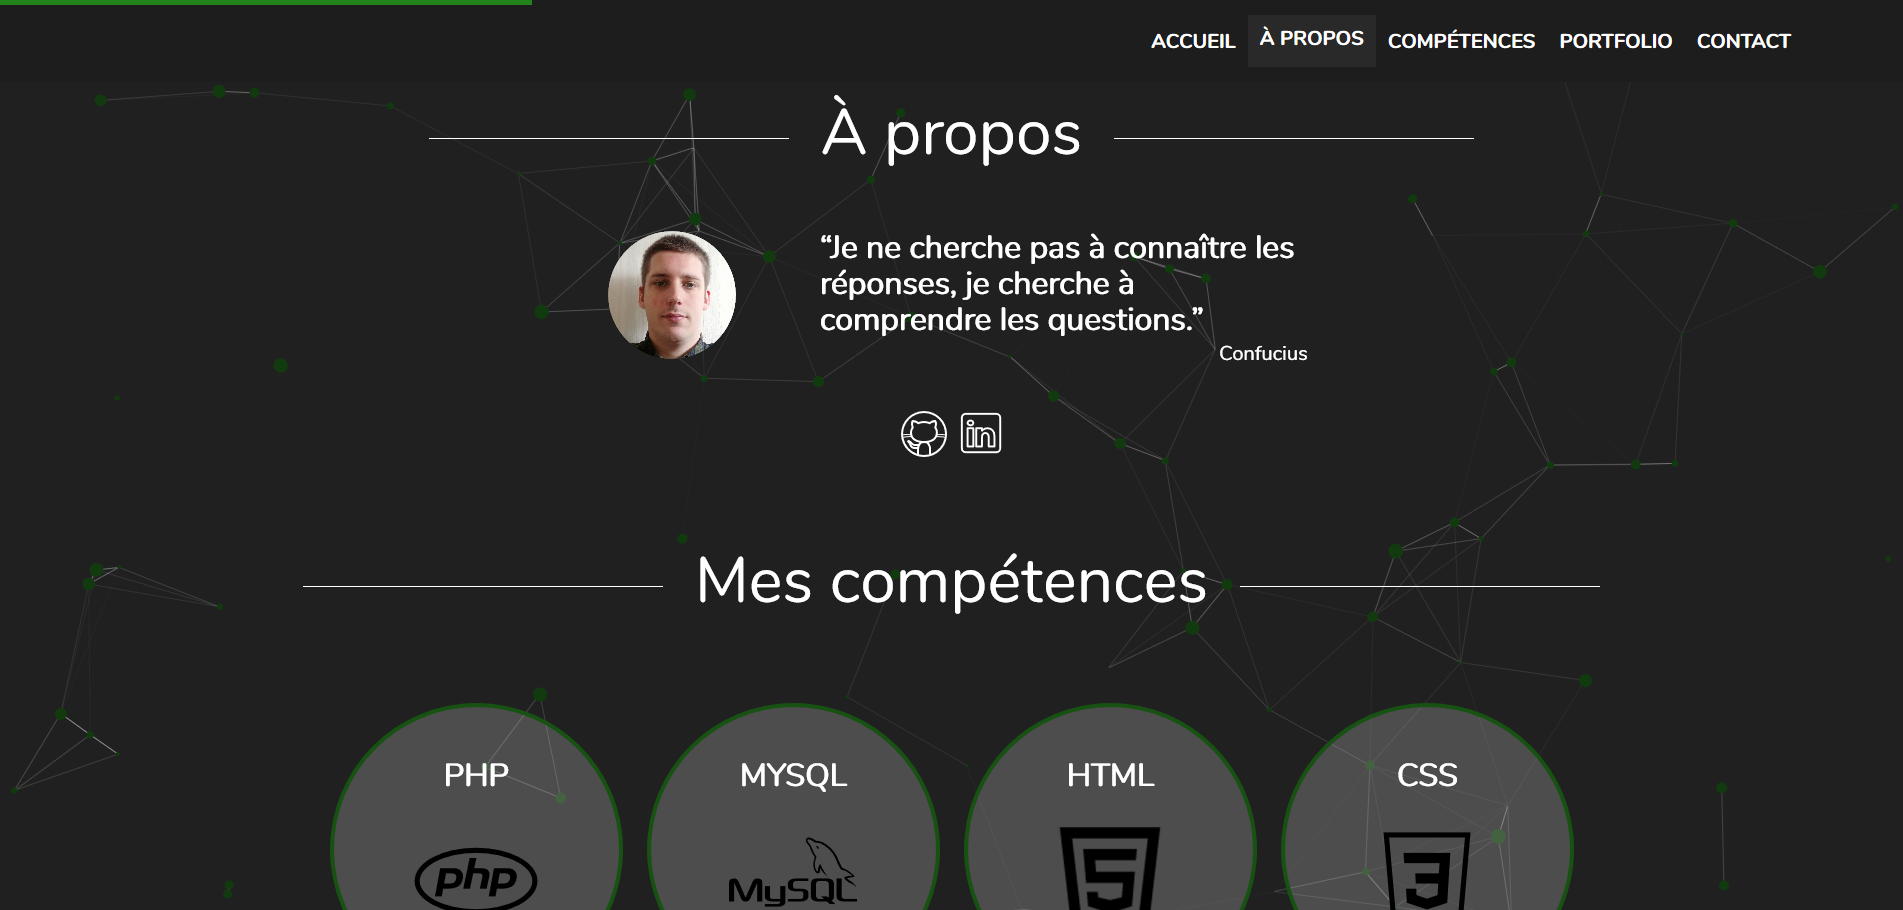 ACCUEIL À PROPOS COMPÉTENCES PORTFOLIO CONTACT
À propos
“Je ne cherche pas à connaître les
réponses, je cherche à
comprendre les questions.”
Confucius
in
Mes compétences
PHP MYSQL HTML CSS
php MySQL 5 3